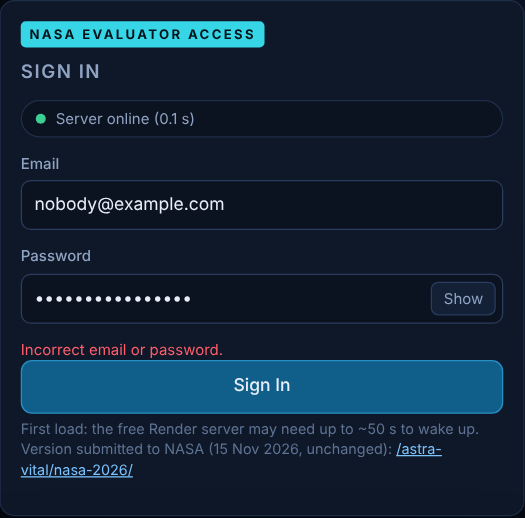 NASA EVALUATOR ACCESS
SIGN IN
Server online (0.1 s)
Email
nobody@example.com
Password
••••••••••••••••
Show
Incorrect email or password.
Sign In
First load: the free Render server may need up to ~50 s to wake up.
Version submitted to NASA (15 Nov 2026, unchanged): /astra-
vital/nasa-2026/